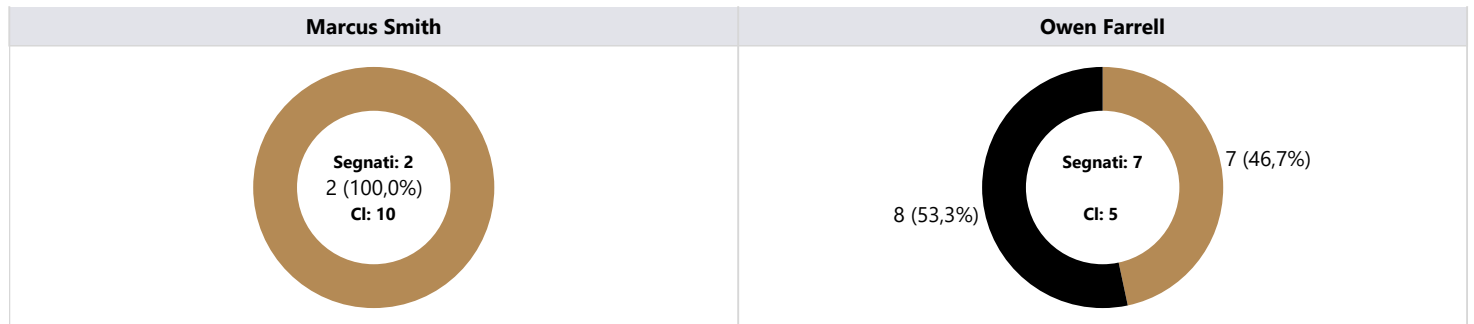 Marcus Smith
Owen Farrell
Segnati: 2
2 (100,0%)
Cl: 10
Segnati: 7
7 (46,7%)
8 (53,3%)
Cl: 5